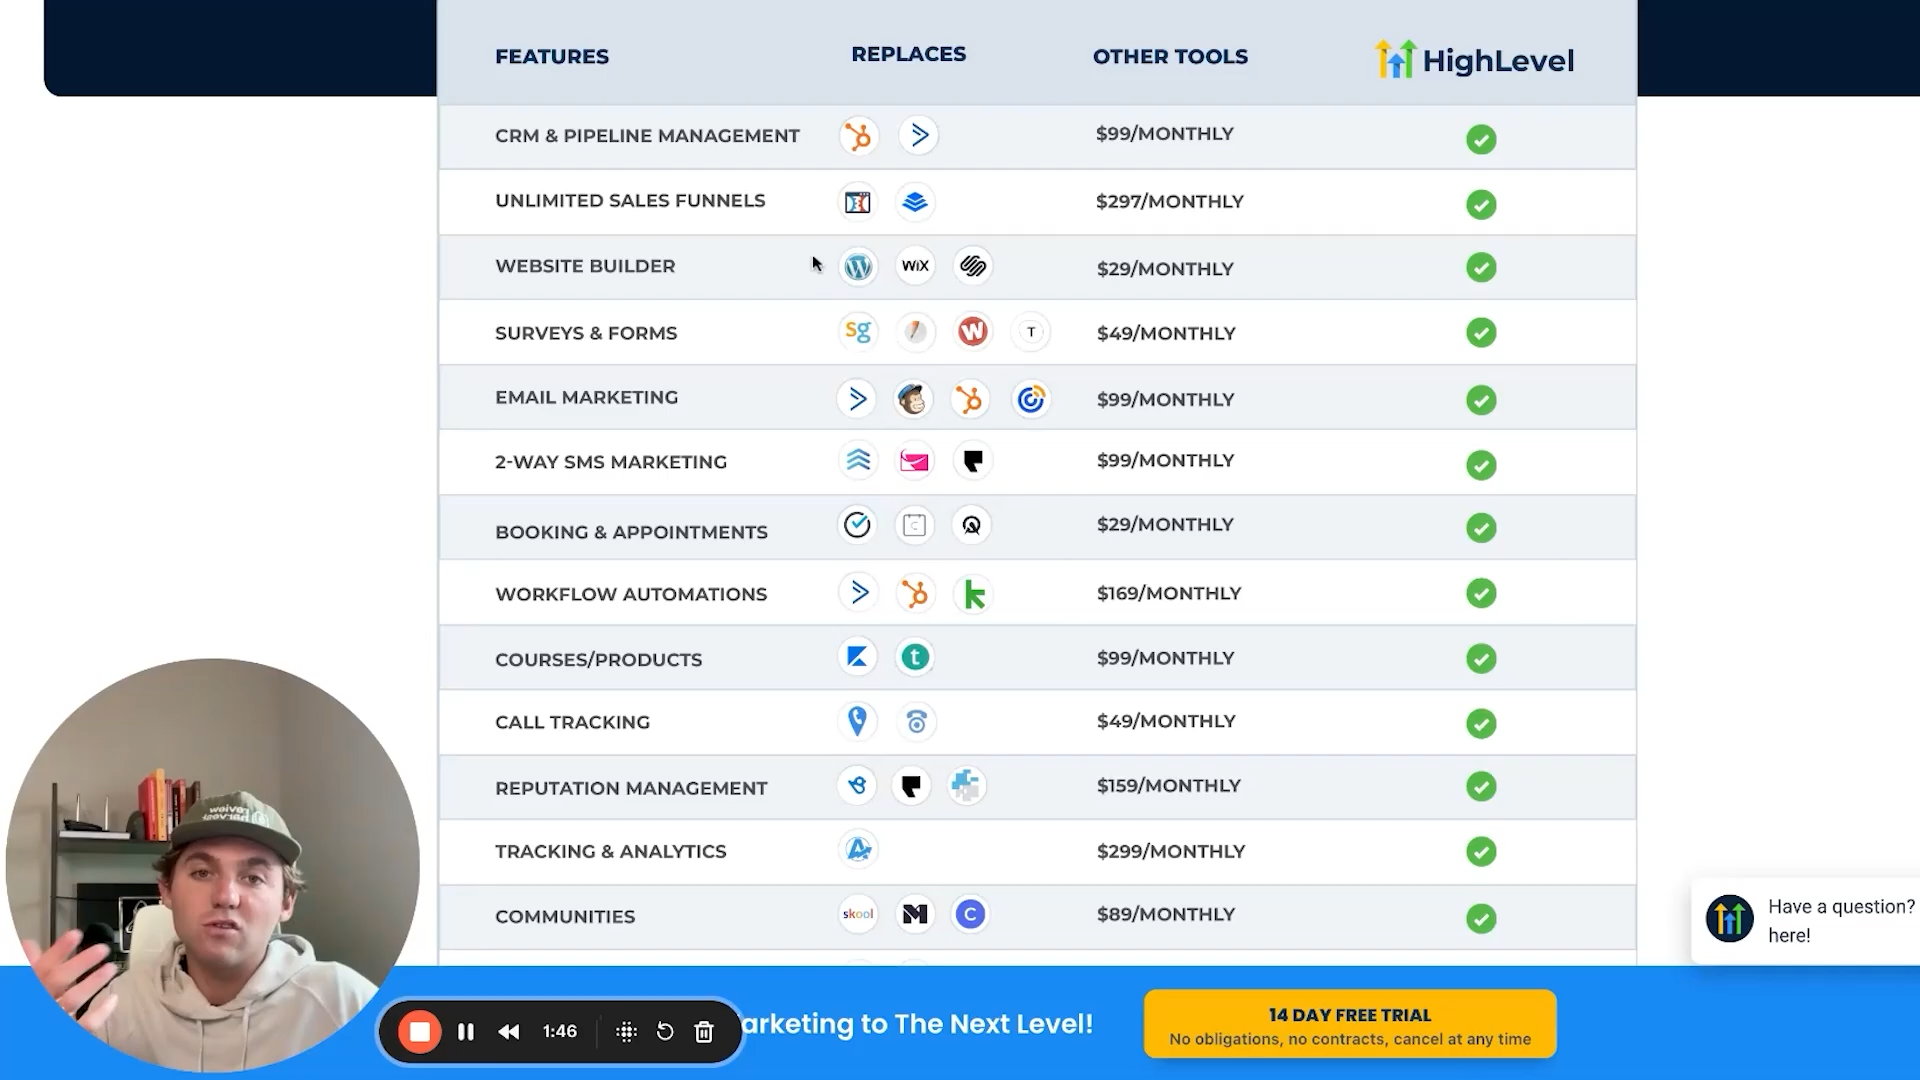 FEATURES REPLACES OTHER TOOLS HighLevel
CRM & PIPELINE MANAGEMENT $99/MONTHLY
UNLIMITED SALES FUNNELS $297/MONTHLY
WEBSITE BUILDER WiX $29/MONTHLY
SURVEYS & FORMS sg W T $49/MONTHLY
EMAIL MARKETING $99/MONTHLY
2-WAY SMS MARKETING $99/MONTHLY
BOOKING & APPOINTMENTS C $29/MONTHLY
WORKFLOW AUTOMATIONS k $169/MONTHLY
COURSES/PRODUCTS t $99/MONTHLY
CALL TRACKING $49/MONTHLY
REPUTATION MANAGEMENT $159/MONTHLY
TRACKING & ANALYTICS $299/MONTHLY
COMMUNITIES skool M C $89/MONTHLY
Have a question?
here!
1:46
arketing to The Next Level!
14 DAY FREE TRIAL
No obligations, no contracts, cancel at any time